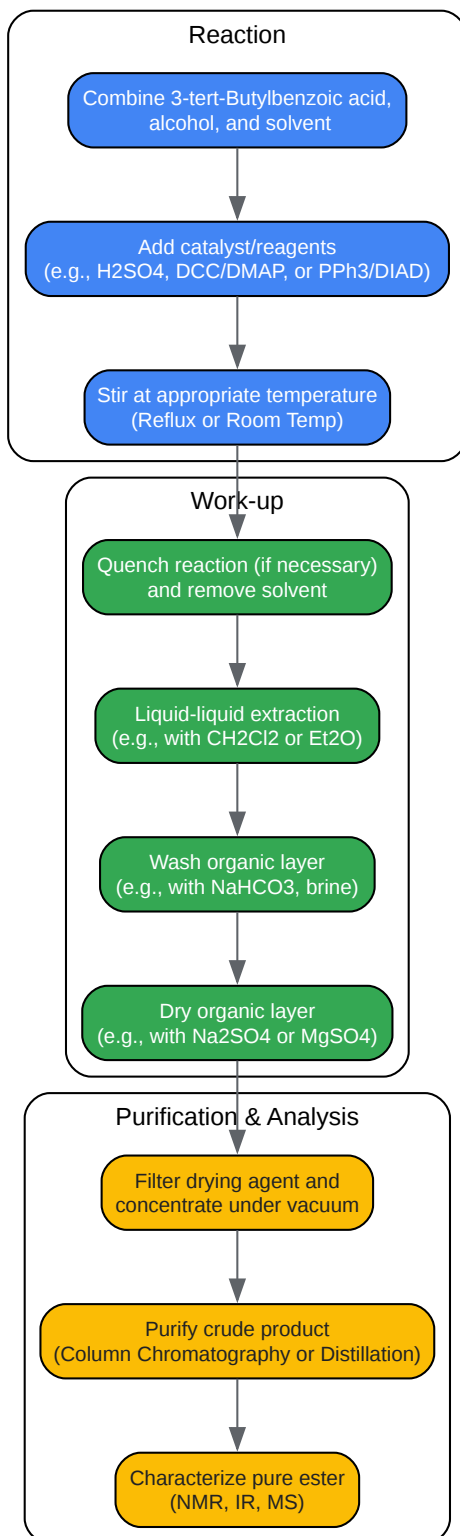 Reaction
Combine 3-tert-Butylbenzoic acid,
alcohol, and solvent
Add catalyst/reagents
(e.g., H2SO4, DCC/DMAP, or PPh3/DIAD)
Stir at appropriate temperature
(Reflux or Room Temp)
Work-up
Quench reaction (if necessary)
and remove solvent
Liquid-liquid extraction
(e.g., with CH2Cl2 or Et2O)
Wash organic layer
(e.g., with NaHCO3, brine)
Dry organic layer
(e.g., with Na2SO4 or MgSO4)
Purification & Analysis
Filter drying agent and
concentrate under vacuum
Purify crude product
(Column Chromatography or Distillation)
Characterize pure ester
(NMR, IR, MS)